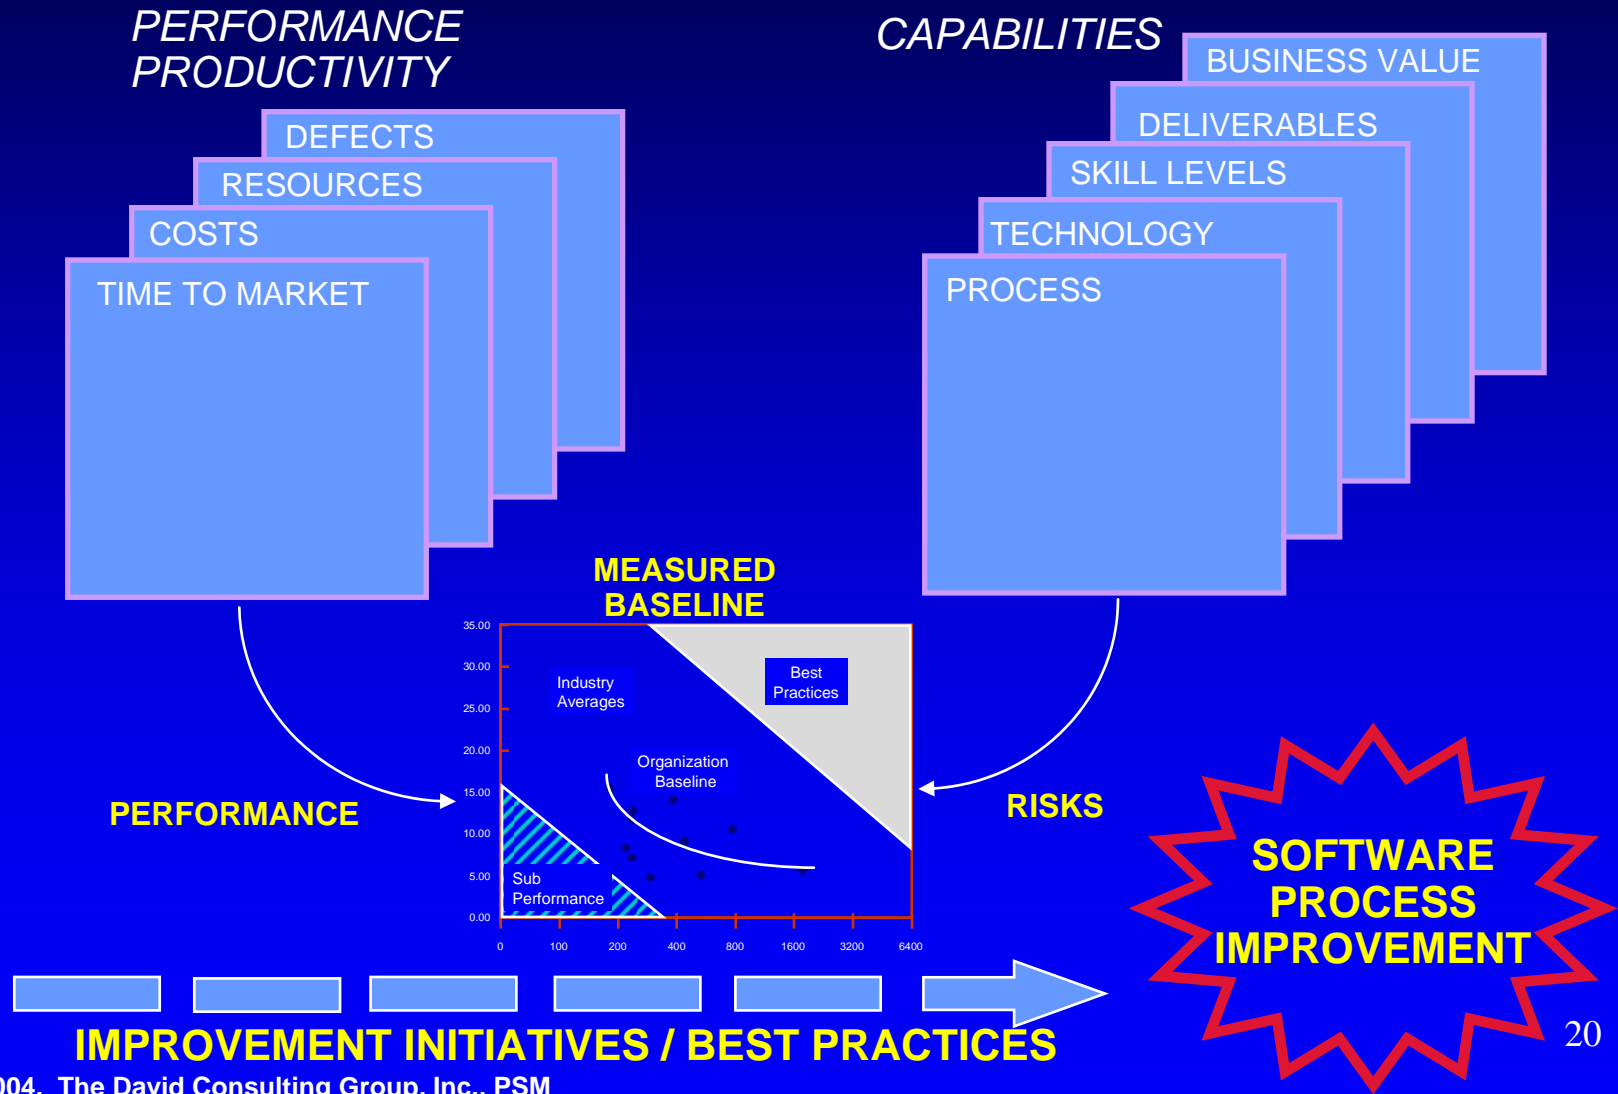 PERFORMANCE
PRODUCTIVITY
CAPABILITIES
DEFECTS
RESOURCES
COSTS
TIME TO MARKET
BUSINESS VALUE
DELIVERABLES
SKILL LEVELS
TECHNOLOGY
PROCESS
MEASURED
BASELINE
35.00
30.00
25.00
20.00
15.00
10.00
5.00
0.00
Industry
Averages
Best
Practices
Organization
Baseline
Sub
Performance
0 100 200 400 800 1600 3200 6400
PERFORMANCE
RISKS
SOFTWARE
PROCESS
IMPROVEMENT
IMPROVEMENT INITIATIVES / BEST PRACTICES
20
004. The David Consulting Group, Inc., PSM